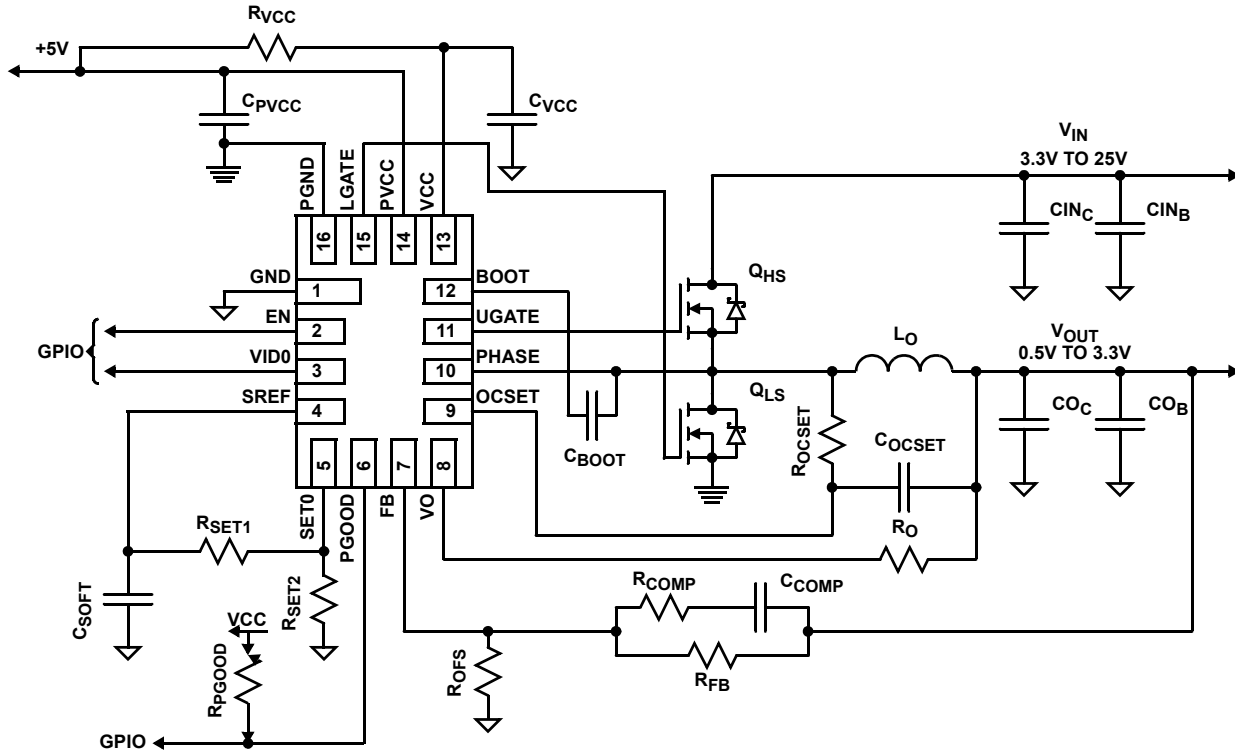 RVCC
+5V
CPVCC
CVCC
VIN
3.3V TO 25V
PGND
LGATE
PVCC
VCC
16
15
14
13
CINC
CINB
GND
1
12
BOOT
QHS
EN
2
11
UGATE
GPIO
VID0
3
10
PHASE
LO
VOUT
0.5V TO 3.3V
SREF
4
9
OCSET
QLS
CBOOT
ROCSET
COCSET
COC
COB
5
6
7
8
SET0
PGOOD
FB
VO
RSET1
RO
CSOFT
RSET2
RCOMP
CCOMP
VCC
RPGOOD
ROFS
RFB
GPIO